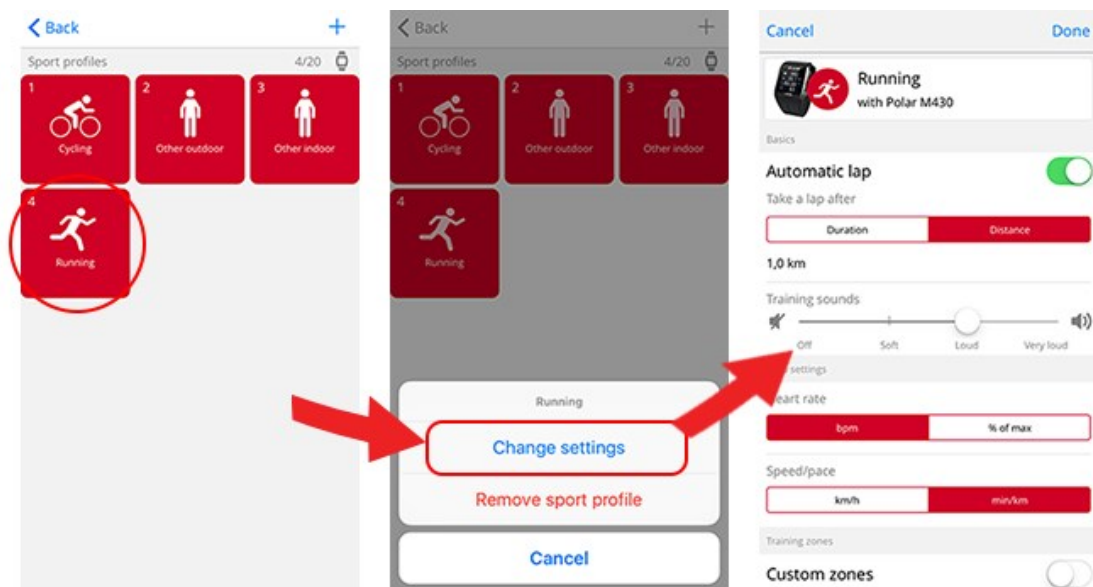 Back
+
Sport profiles 4/20
1
Cycling
2
Other outdoor
3
Other indoor
4
Running
Back
+
Sport profiles 4/20
1
Cycling
2
Other outdoor
3
Other indoor
4
Running
Running
Change settings
Remove sport profile
Cancel
Cancel Done
Running
with Polar M430
Basics
Automatic lap
Take a lap after
Duration Distance
1,0 km
Training sounds
Off Soft Loud Very loud
settings
eart rate
bpm % of max
Speed/pace
km/h min/km
Training zones
Custom zones